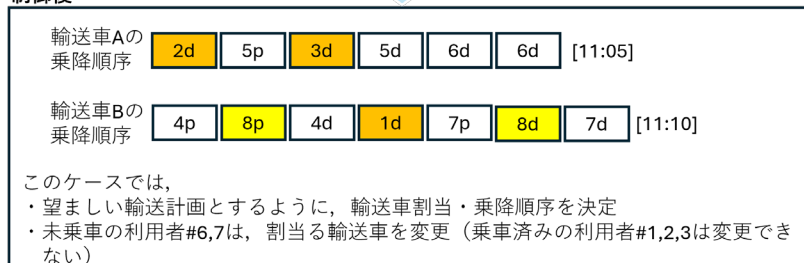 輸送車Aの
乗降順序
2d 5p 3d 5d 6d 6d [11:05]
輸送車Bの
乗降順序
4p 8p 4d 1d 7p 8d 7d [11:10]
このケースでは,
・望ましい輸送計画とするように，輸送車割当・乗降順序を決定
・未乗車の利用者#6,7は，割当る輸送車を変更（乗車済みの利用者#1,2,3は変更でき
ない）